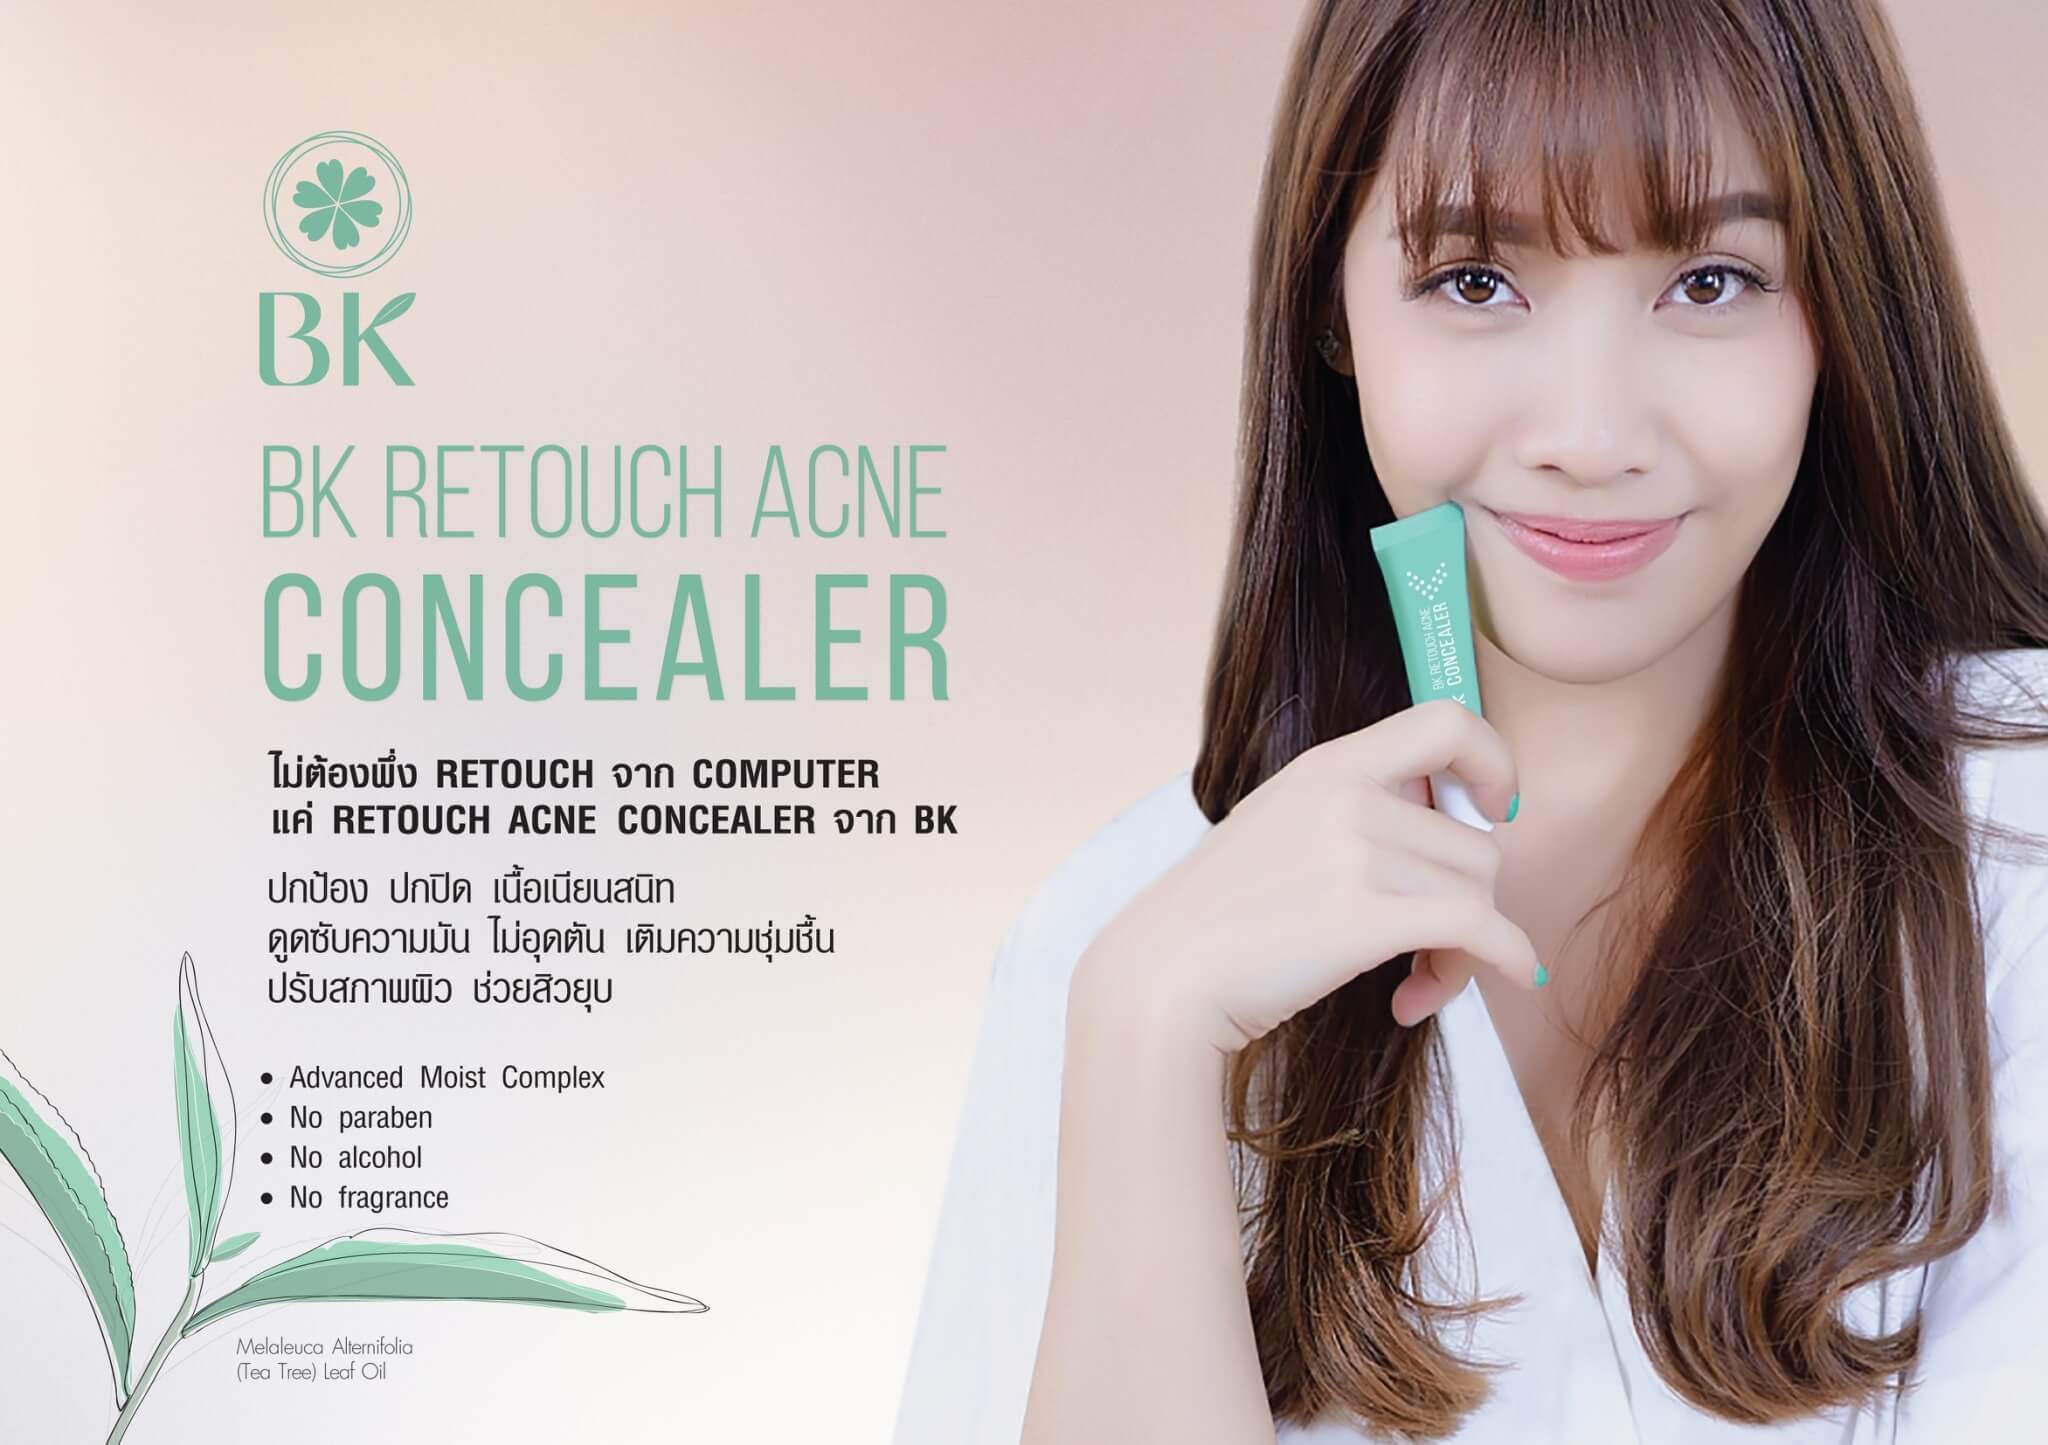 BK
BK RETOUCH ACNE
CONCEALER
ไม่ต้องพึ่ง RETOUCH จาก COMPUTER
แค่ RETOUCH ACNE CONCEALER จาก BK
ปกป้อง ปกปิด เนื้อเนียนสนิท
ดูดซับความมัน ไม่อุดตัน เติมความชุ่มชื้น
ปรับสภาพผิว ช่วยสิวยุบ
• Advanced Moist Complex
• No paraben
• No alcohol
• No fragrance
Melaleuca Alternifolia
(Tea Tree) Leaf Oil
BK RETOUCH ACNE
CONCEALER